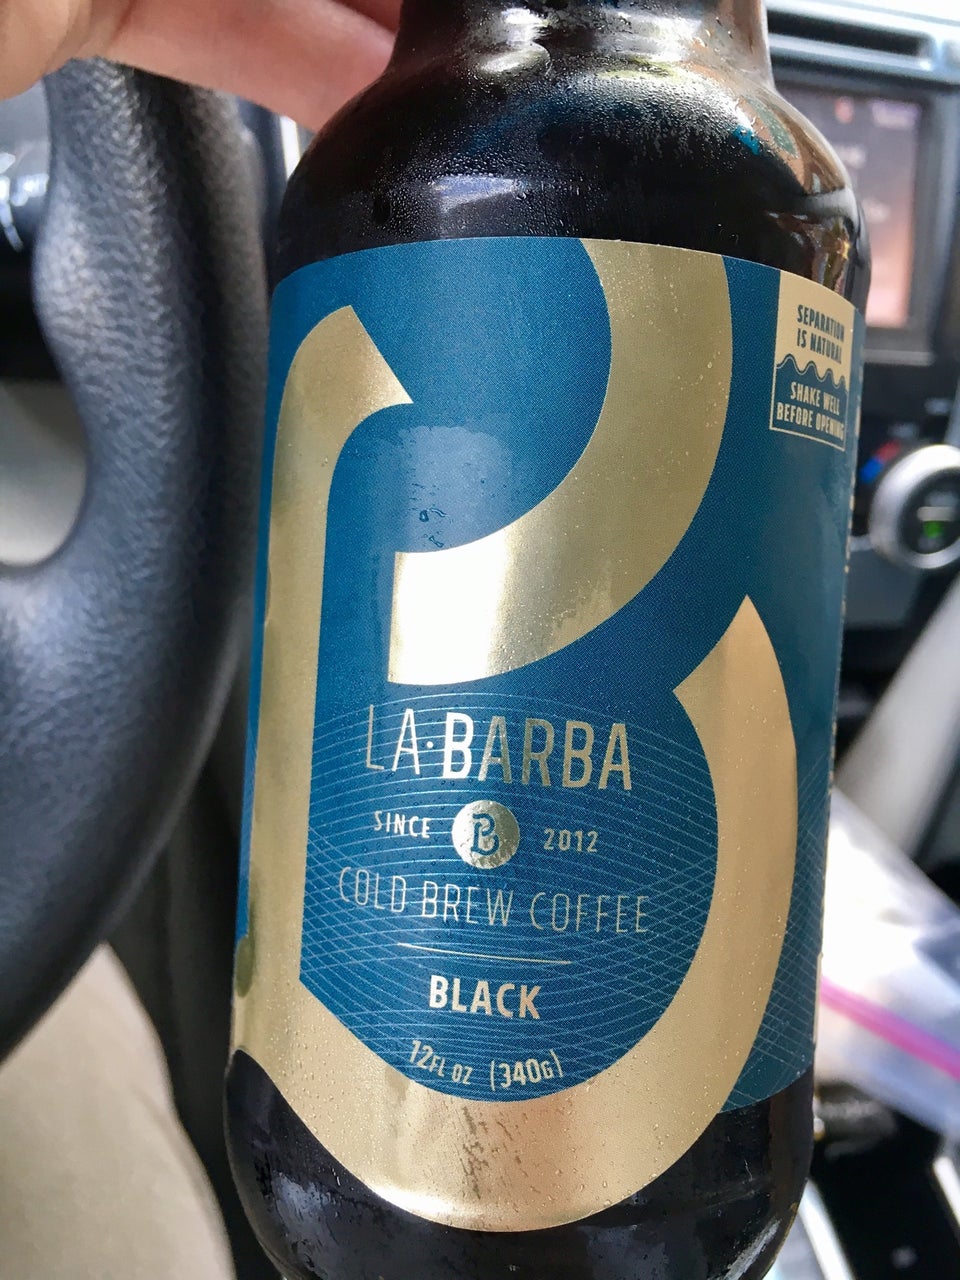 SEPARATION
IS NATURAL
SHAKE WELL
BEFORE OPENING
LA·BARBA
SINCE B 2012
COLD BREW COFFEE
BLACK
12FL OZ (340G)